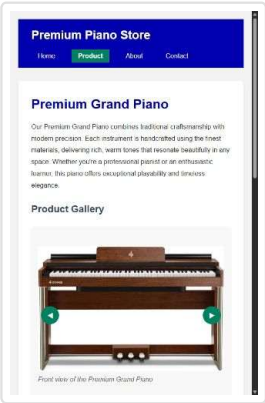 Premium Piano Store
Home Product About Contact
Premium Grand Piano
Our Premium Grand Piano combines traditional craftsmanship with
modern precision. Each instrument is handcrafted using the finest
materials, delivering rich, warm tones that resonate beautifully in any
space. Whether you're a professional pianist or an enthusiastic
learner, this piano offers exceptional playability and timeless
elegance.
Product Gallery
Front view of the Premium Grand Piano